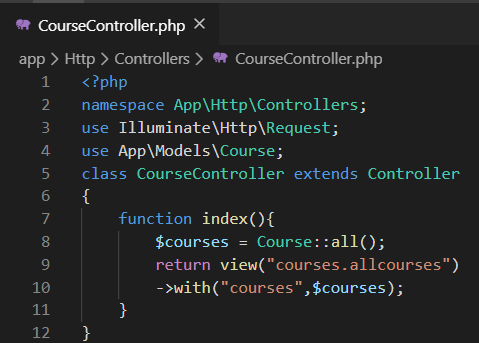 CourseController.php ×
app > Http > Controllers > CourseController.php
1 <?php
2 namespace App\Http\Controllers;
3 use Illuminate\Http\Request;
4 use App\Models\Course;
5 class CourseController extends Controller
6 {
7     function index(){
8         $courses = Course::all();
9         return view("courses.allcourses")
10         ->with("courses",$courses);
11     }
12 }